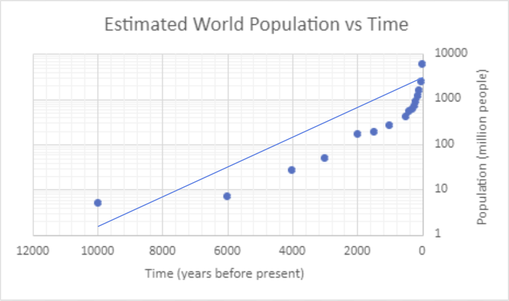 Estimated World Population vs Time
10000
1000
100
10
1
Population (million people)
12000 10000 8000 6000 4000 2000 0
Time (years before present)